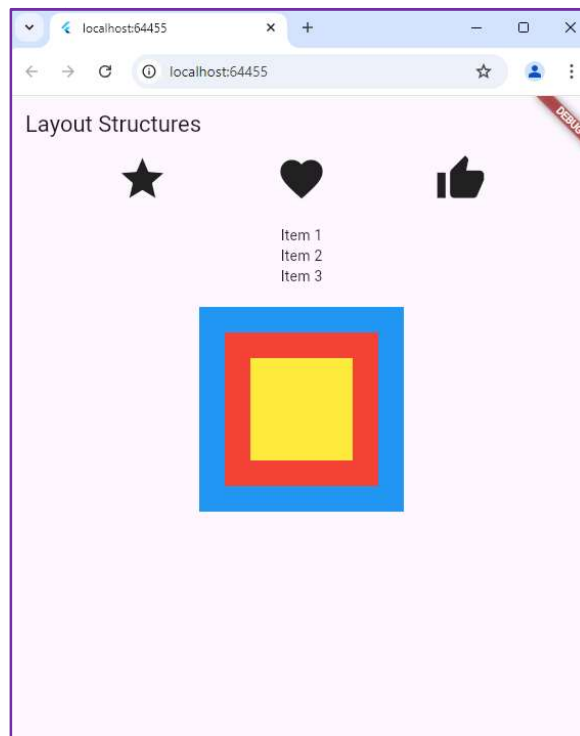 localhost:64455
localhost:64455
Layout Structures
DEBUG
Item 1
Item 2
Item 3